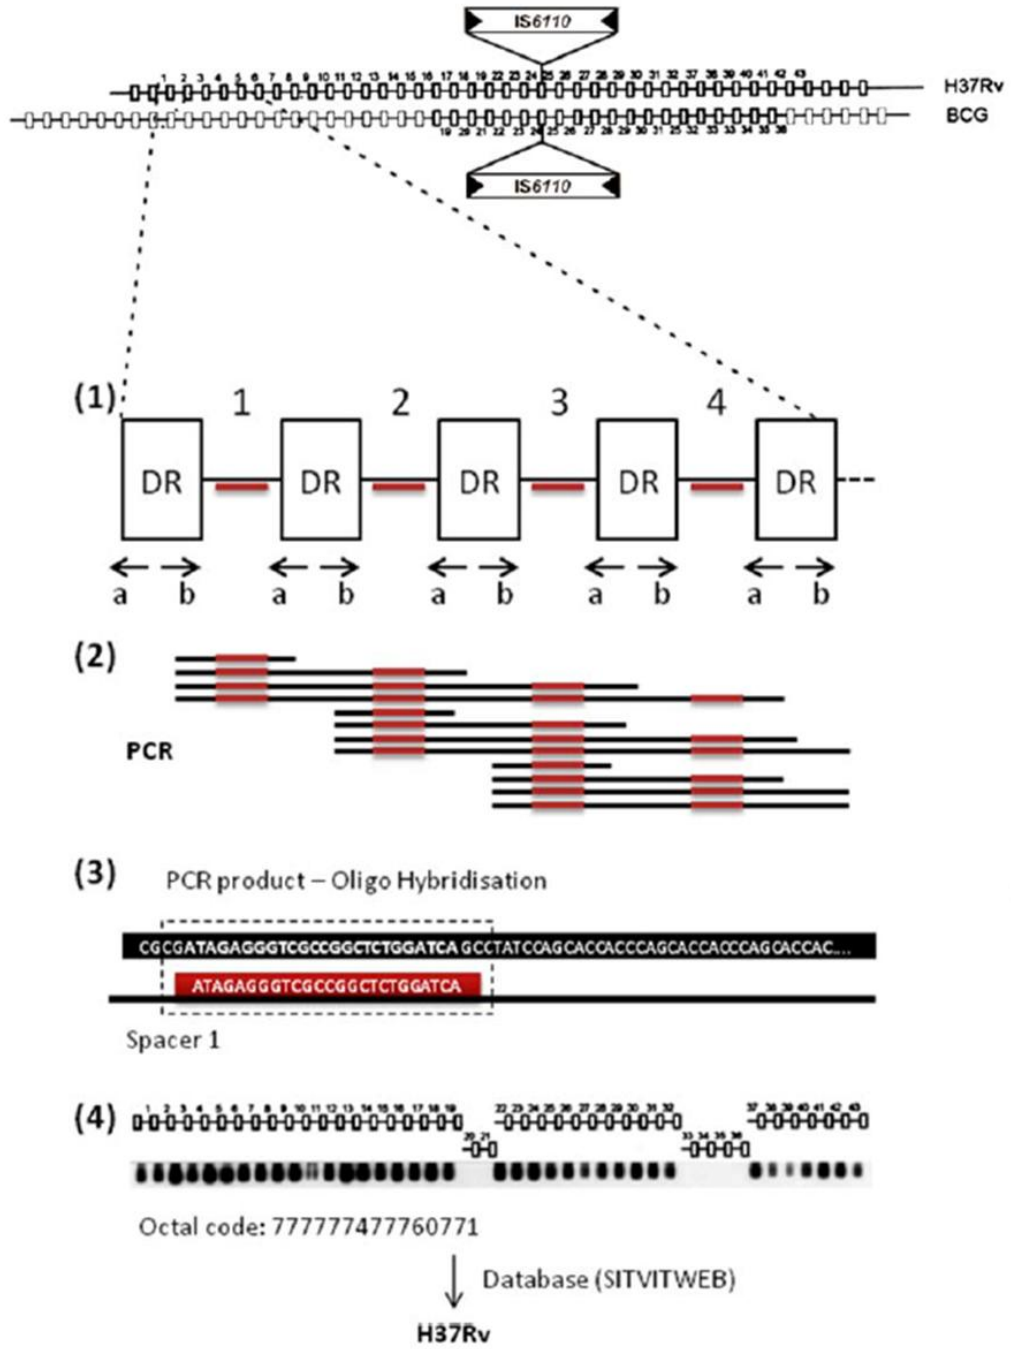 IS6110
1 2 3 4 5 6 7 8 9 10 11 12 13 14 15 16 17 18 19 20 21 22 23 24 25 26 27 28 29 30 31 32 37 38 39 40 41 42 43
H37Rv
BCG
19 20 21 22 23 24 25 26 27 28 29 30 31 25 32 33 33 34 35 36
IS6110
(1) 1 2 3 4
DR DR DR DR DR
a b a b a b a b a b
(2)
PCR
(3) PCR product – Oligo Hybridisation
CGCGATAGAGGGTCGCCGGCTCTGGATCA GCCTATCCAGCACCACCCAGCACCACCCAGCACCAC....
ATAGAGGGTCGCCGGCTCTGGATCA
Spacer 1
(4) 1 2 3 4 5 6 7 8 9 10 11 12 13 14 15 16 17 18 19 22 23 24 25 26 27 28 29 30 31 32 37 38 39 40 41 42 43
20 21 33 34 35 36
Octal code: 777777477760771
Database (SITVITWEB)
H37Rv